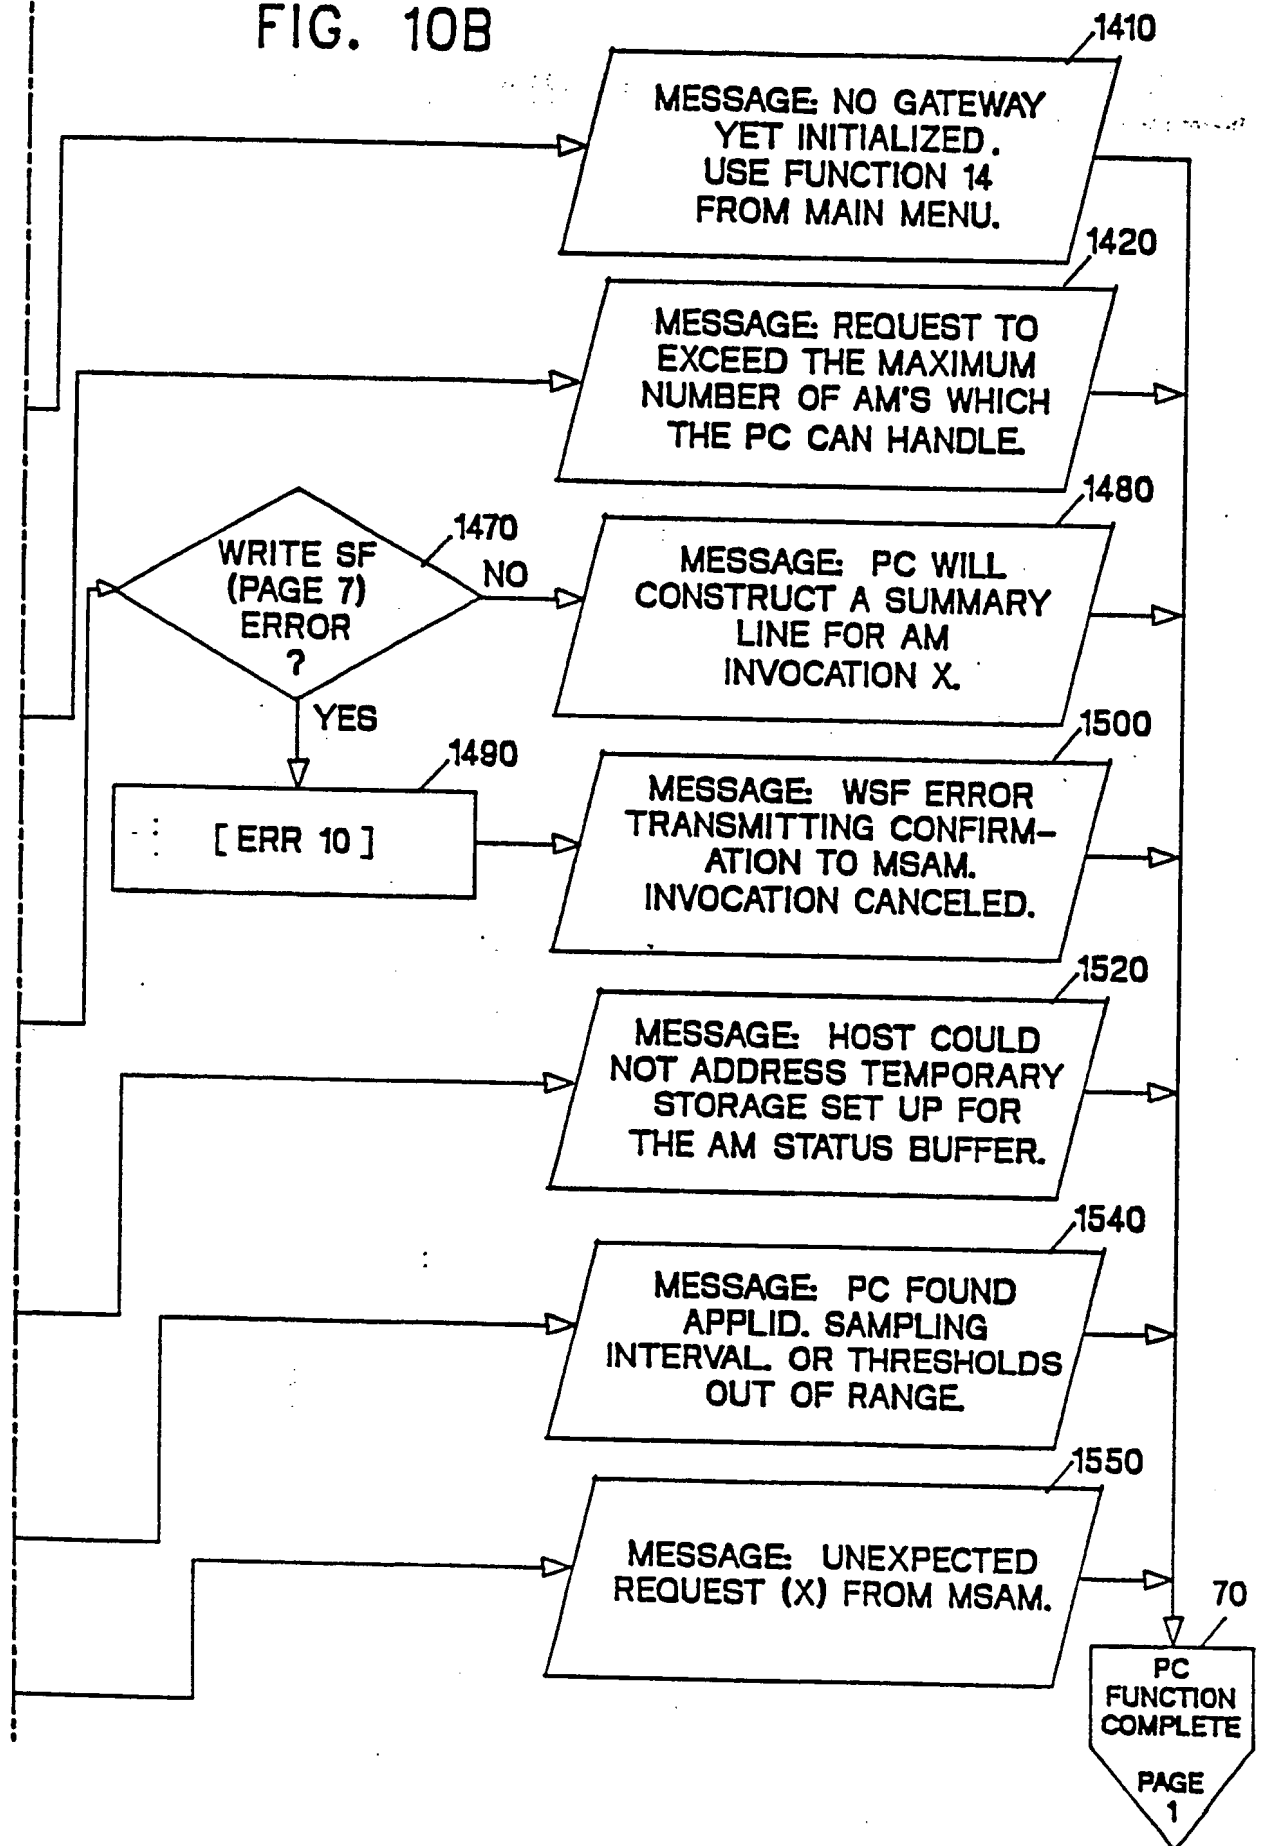 FIG. 10B
1410
MESSAGE: NO GATEWAY
YET INITIALIZED.
USE FUNCTION 14
FROM MAIN MENU.
1420
MESSAGE: REQUEST TO
EXCEED THE MAXIMUM
NUMBER OF AM'S WHICH
THE PC CAN HANDLE.
1470
WRITE SF
(PAGE 7)
ERROR
?
NO
YES
1480
MESSAGE: PC WILL
CONSTRUCT A SUMMARY
LINE FOR AM
INVOCATION X.
1490
[ ERR 10 ]
1500
MESSAGE: WSF ERROR
TRANSMITTING CONFIRM-
ATION TO MSAM.
INVOCATION CANCELED.
1520
MESSAGE: HOST COULD
NOT ADDRESS TEMPORARY
STORAGE SET UP FOR
THE AM STATUS BUFFER.
1540
MESSAGE: PC FOUND
APPLID. SAMPLING
INTERVAL. OR THRESHOLDS
OUT OF RANGE.
1550
MESSAGE: UNEXPECTED
REQUEST (X) FROM MSAM.
70
PC
FUNCTION
COMPLETE
PAGE
1